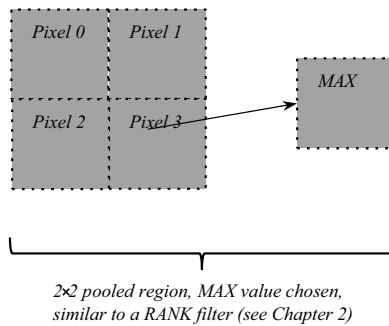 Pixel 0 Pixel 1
MAX
Pixel 2 Pixel 3
2×2 pooled region, MAX value chosen,
similar to a RANK filter (see Chapter 2)